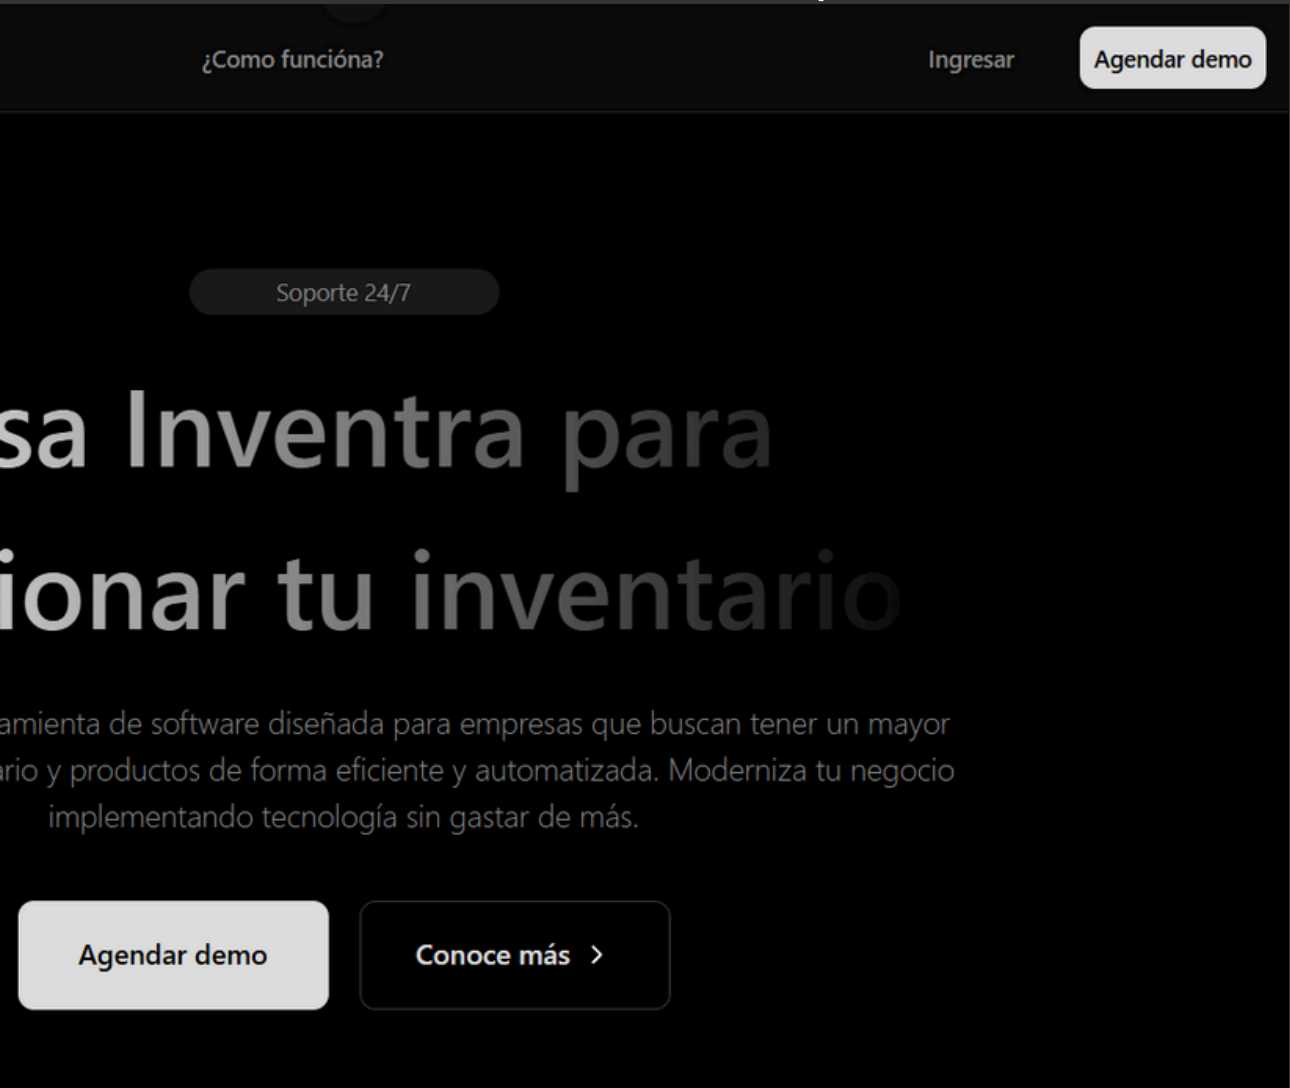 ¿Como funcióna?
Ingresar
Agendar demo
Soporte 24/7
sa Inventra para
ionar tu inventario
amienta de software diseñada para empresas que buscan tener un mayor
ario y productos de forma eficiente y automatizada. Moderniza tu negocio
implementando tecnología sin gastar de más.
Agendar demo
Conoce más